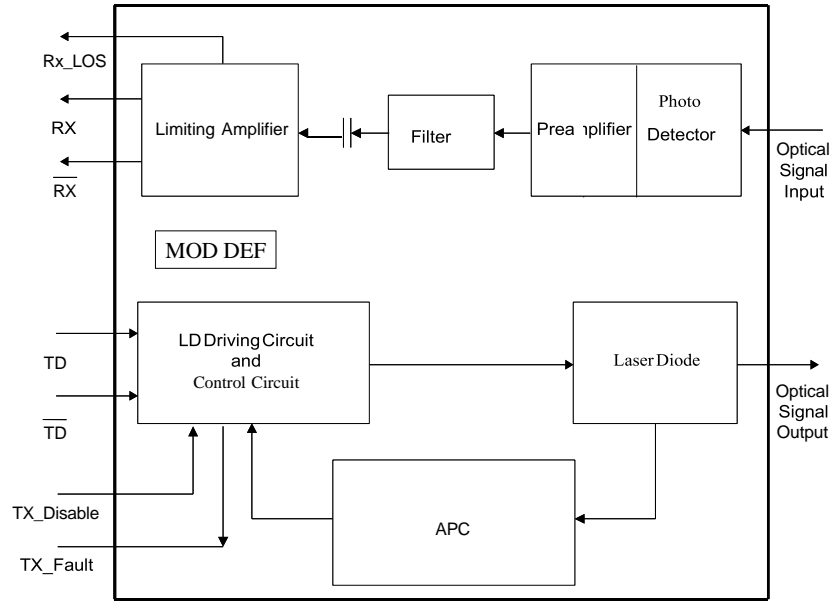 Rx_LOS
RX
RX
Limiting Amplifier
Filter
Photo
Detector
Optical
Signal
Input
MOD DEF
TD
TD
LD Driving Circuit
and
Control Circuit
Laser Diode
Optical
Signal
Output
TX_Disable
TX_Fault
APC